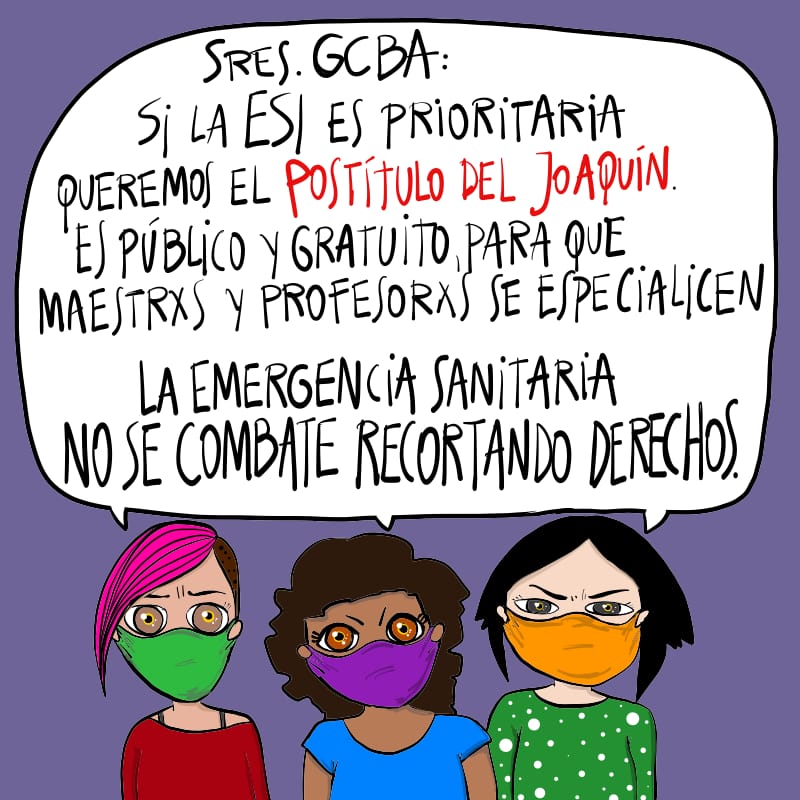 SRES. GCBA:
SI LA ESI ES PRIORITARIA
QUEREMOS EL POSTÍTULO DEL JOAQUÍN.
ES PÚBLICO Y GRATUITO, PARA QUE
MAESTRXS Y PROFESORXS SE ESPECIALICEN
LA EMERGENCIA SANITARIA
NO SE COMBATE RECORTANDO DERECHOS.